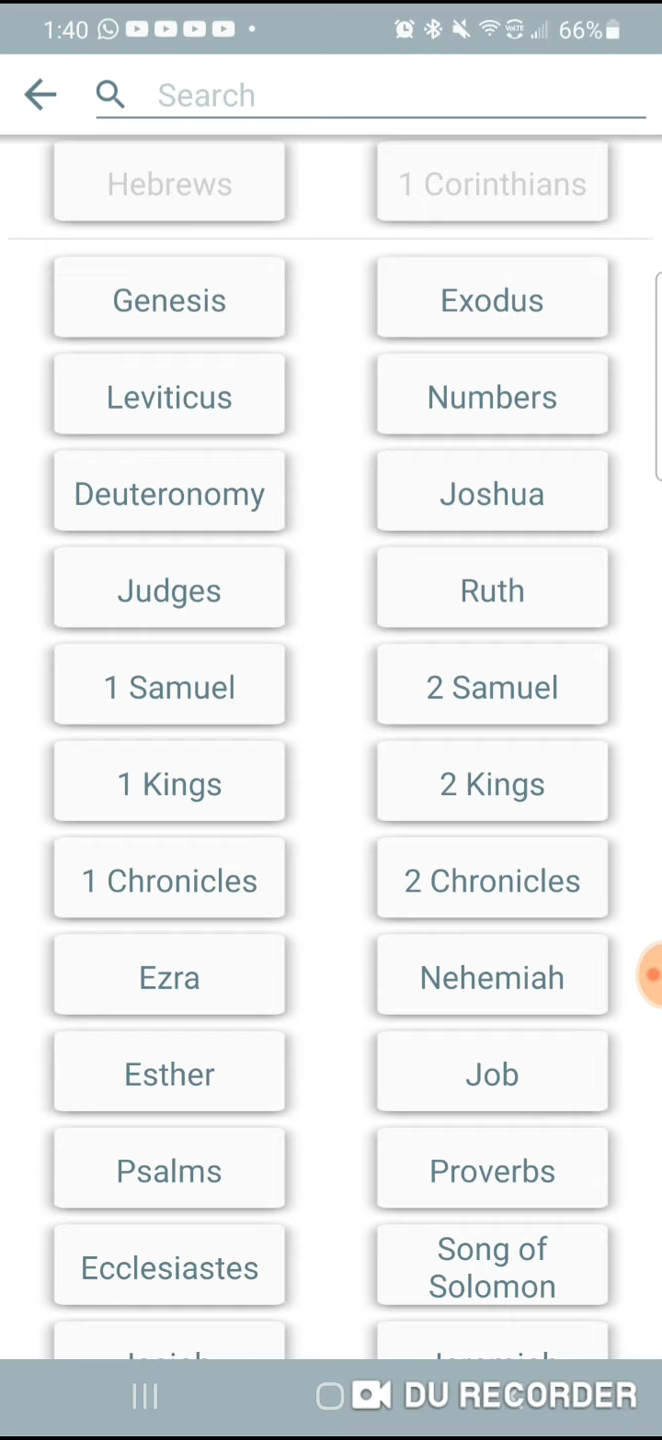 1:40 66%
Search
Hebrews 1 Corinthians
Genesis Exodus
Leviticus Numbers
Deuteronomy Joshua
Judges Ruth
1 Samuel 2 Samuel
1 Kings 2 Kings
1 Chronicles 2 Chronicles
Ezra Nehemiah
Esther Job
Psalms Proverbs
Ecclesiastes Song of
Solomon
DU RECORDER